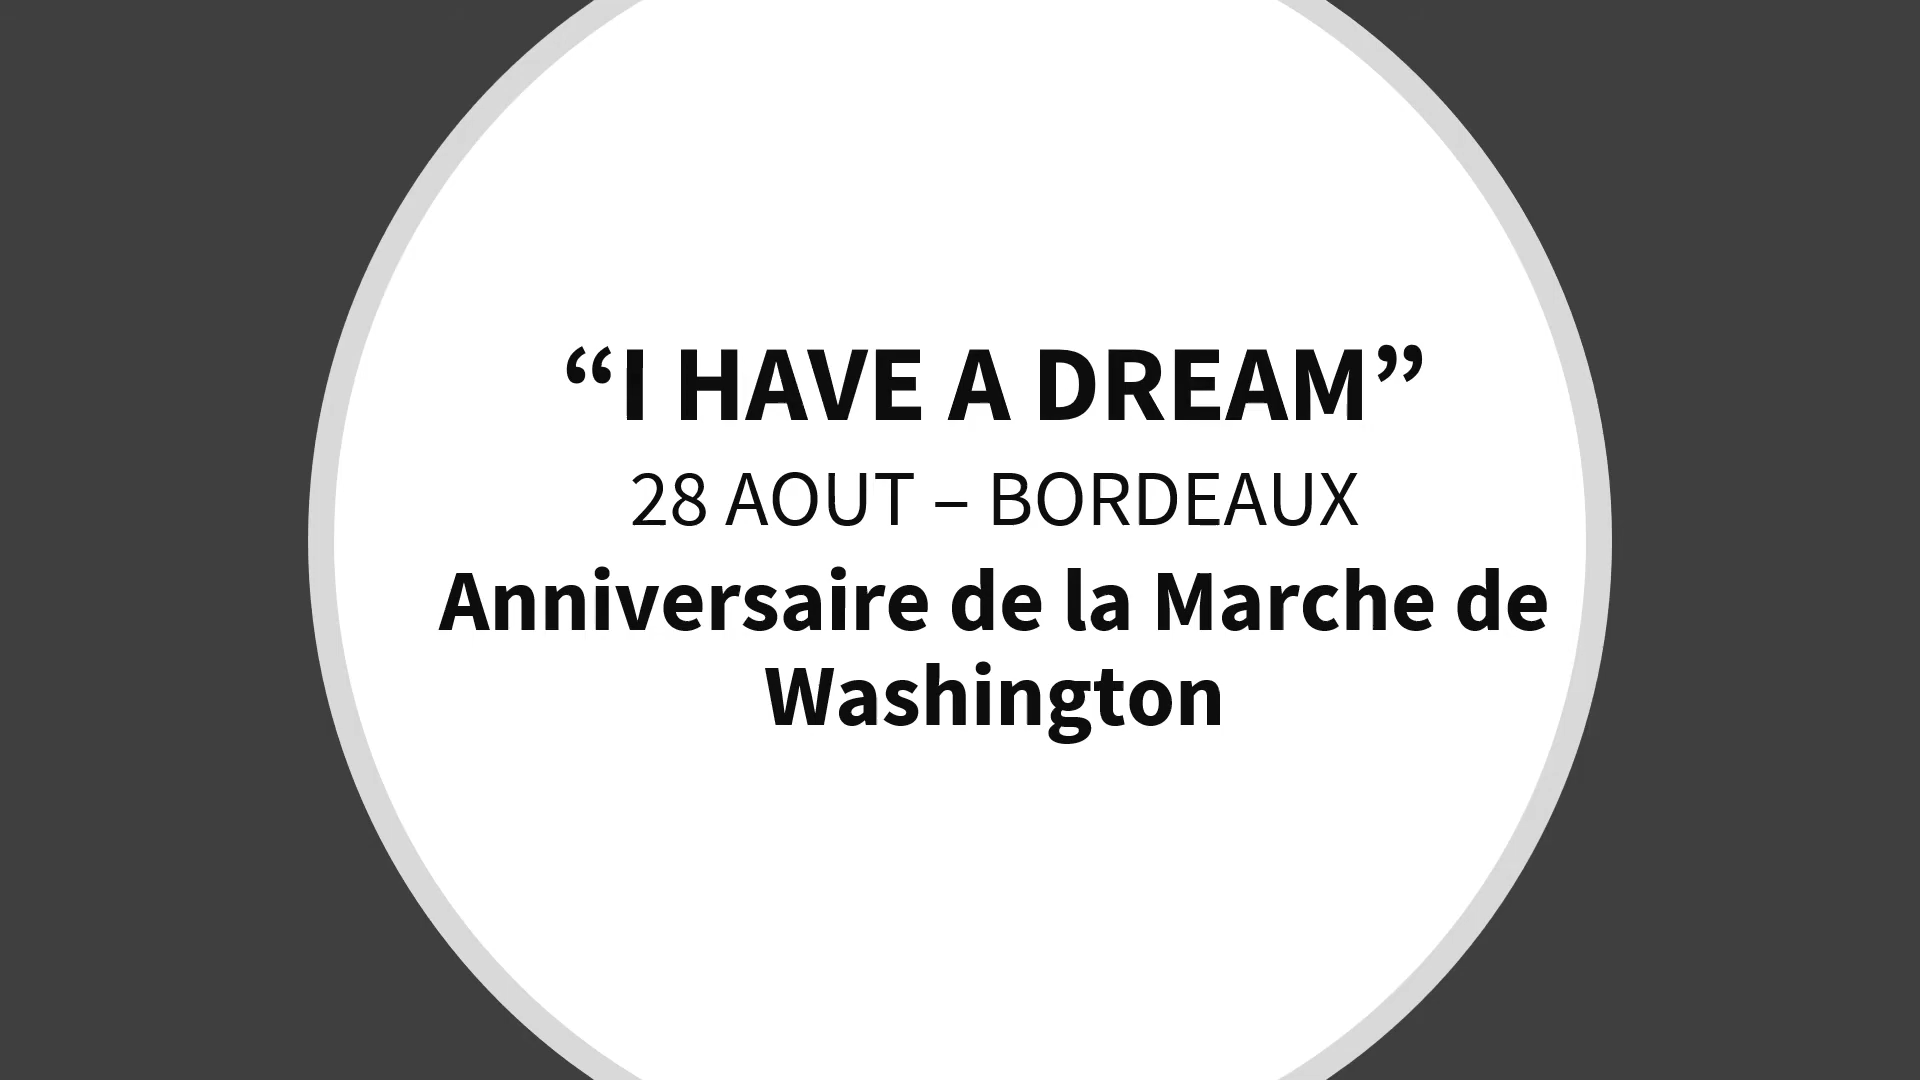 “I HAVE A DREAM”
28 AOUT – BORDEAUX
Anniversaire de la Marche de
Washington